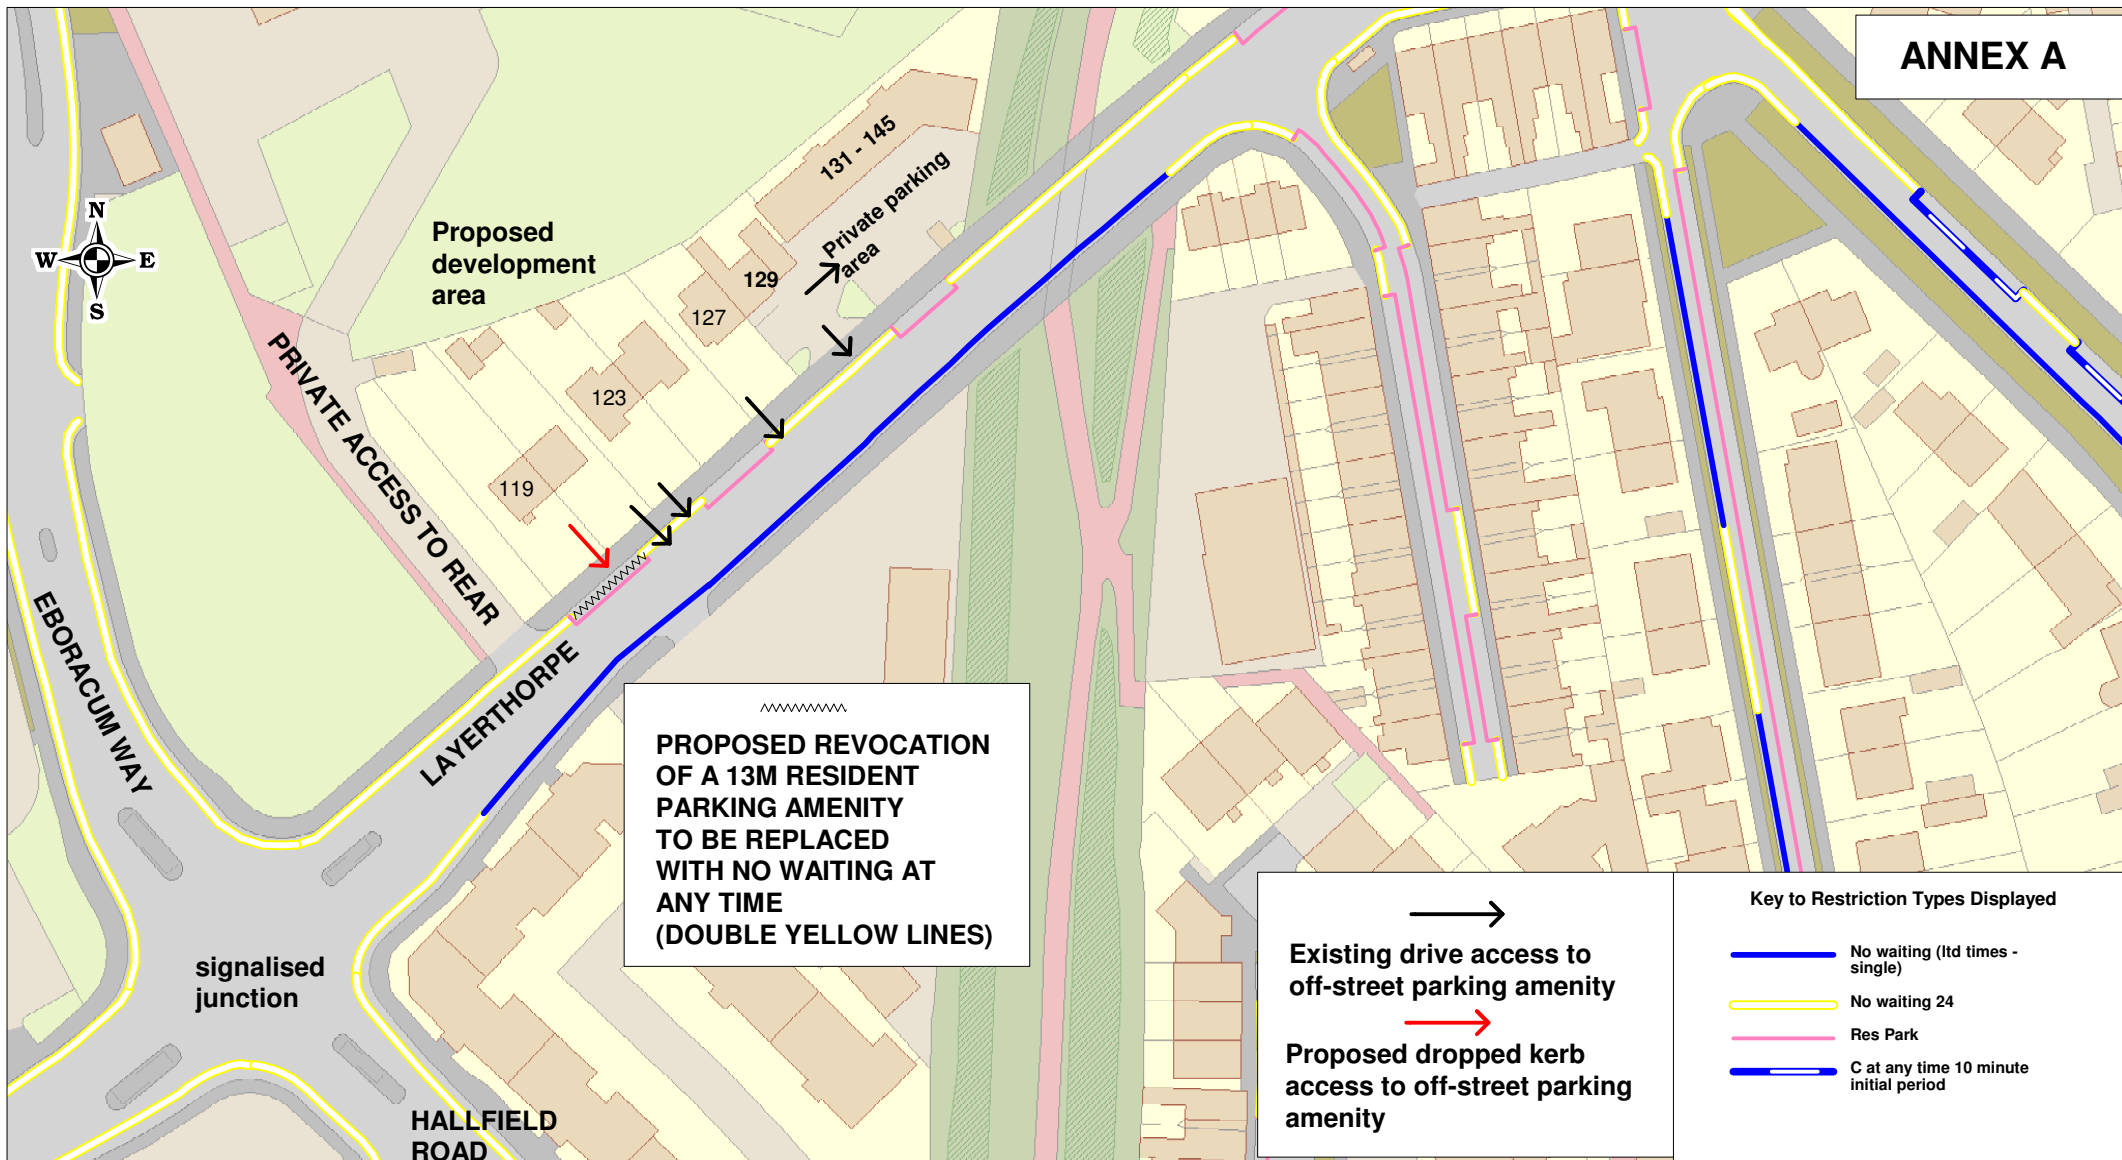 ANNEX A
N
W E
S
131 - 145
Private parking
area
Proposed
development
area
129
127
123
119
PRIVATE ACCESS TO REAR
EBORACUM WAY
LAYERTHORPE
PROPOSED REVOCATION
OF A 13M RESIDENT
PARKING AMENITY
TO BE REPLACED
WITH NO WAITING AT
ANY TIME
(DOUBLE YELLOW LINES)
signalised
junction
HALLFIELD
ROAD
Existing drive access to
off-street parking amenity
Proposed dropped kerb
access to off-street parking
amenity
Key to Restriction Types Displayed
No waiting (ltd times -
single)
No waiting 24
Res Park
C at any time 10 minute
initial period